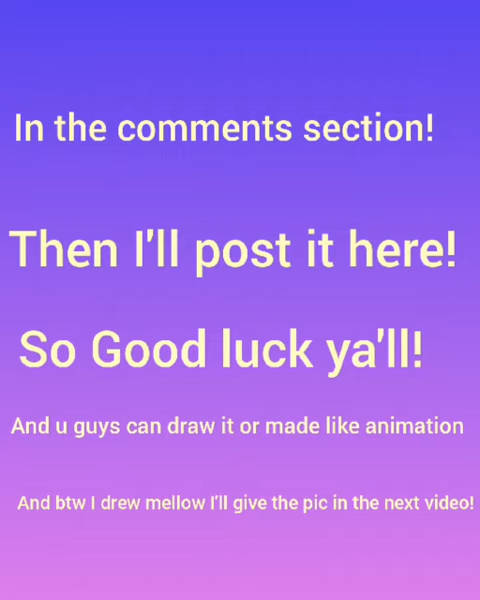 In the comments section!
Then I'll post it here!
So Good luck ya'll!
And u guys can draw it or made like animation
And btw I drew mellow I'll give the pic in the next video!